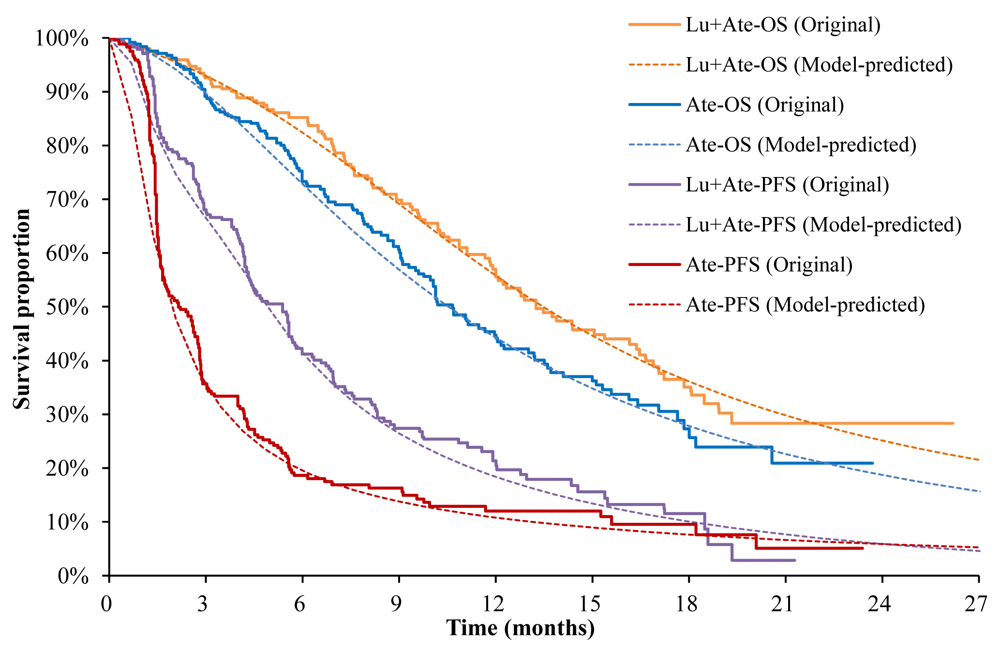 Lu+Ate-OS (Original)
Lu+Ate-OS (Model-predicted)
Ate-OS (Original)
Ate-OS (Model-predicted)
Lu+Ate-PFS (Original)
Lu+Ate-PFS (Model-predicted)
Ate-PFS (Original)
Ate-PFS (Model-predicted)
Survival proportion
100%
90%
80%
70%
60%
50%
40%
30%
20%
10%
0%
0 3 6 9 12 15 18 21 24 27
Time (months)